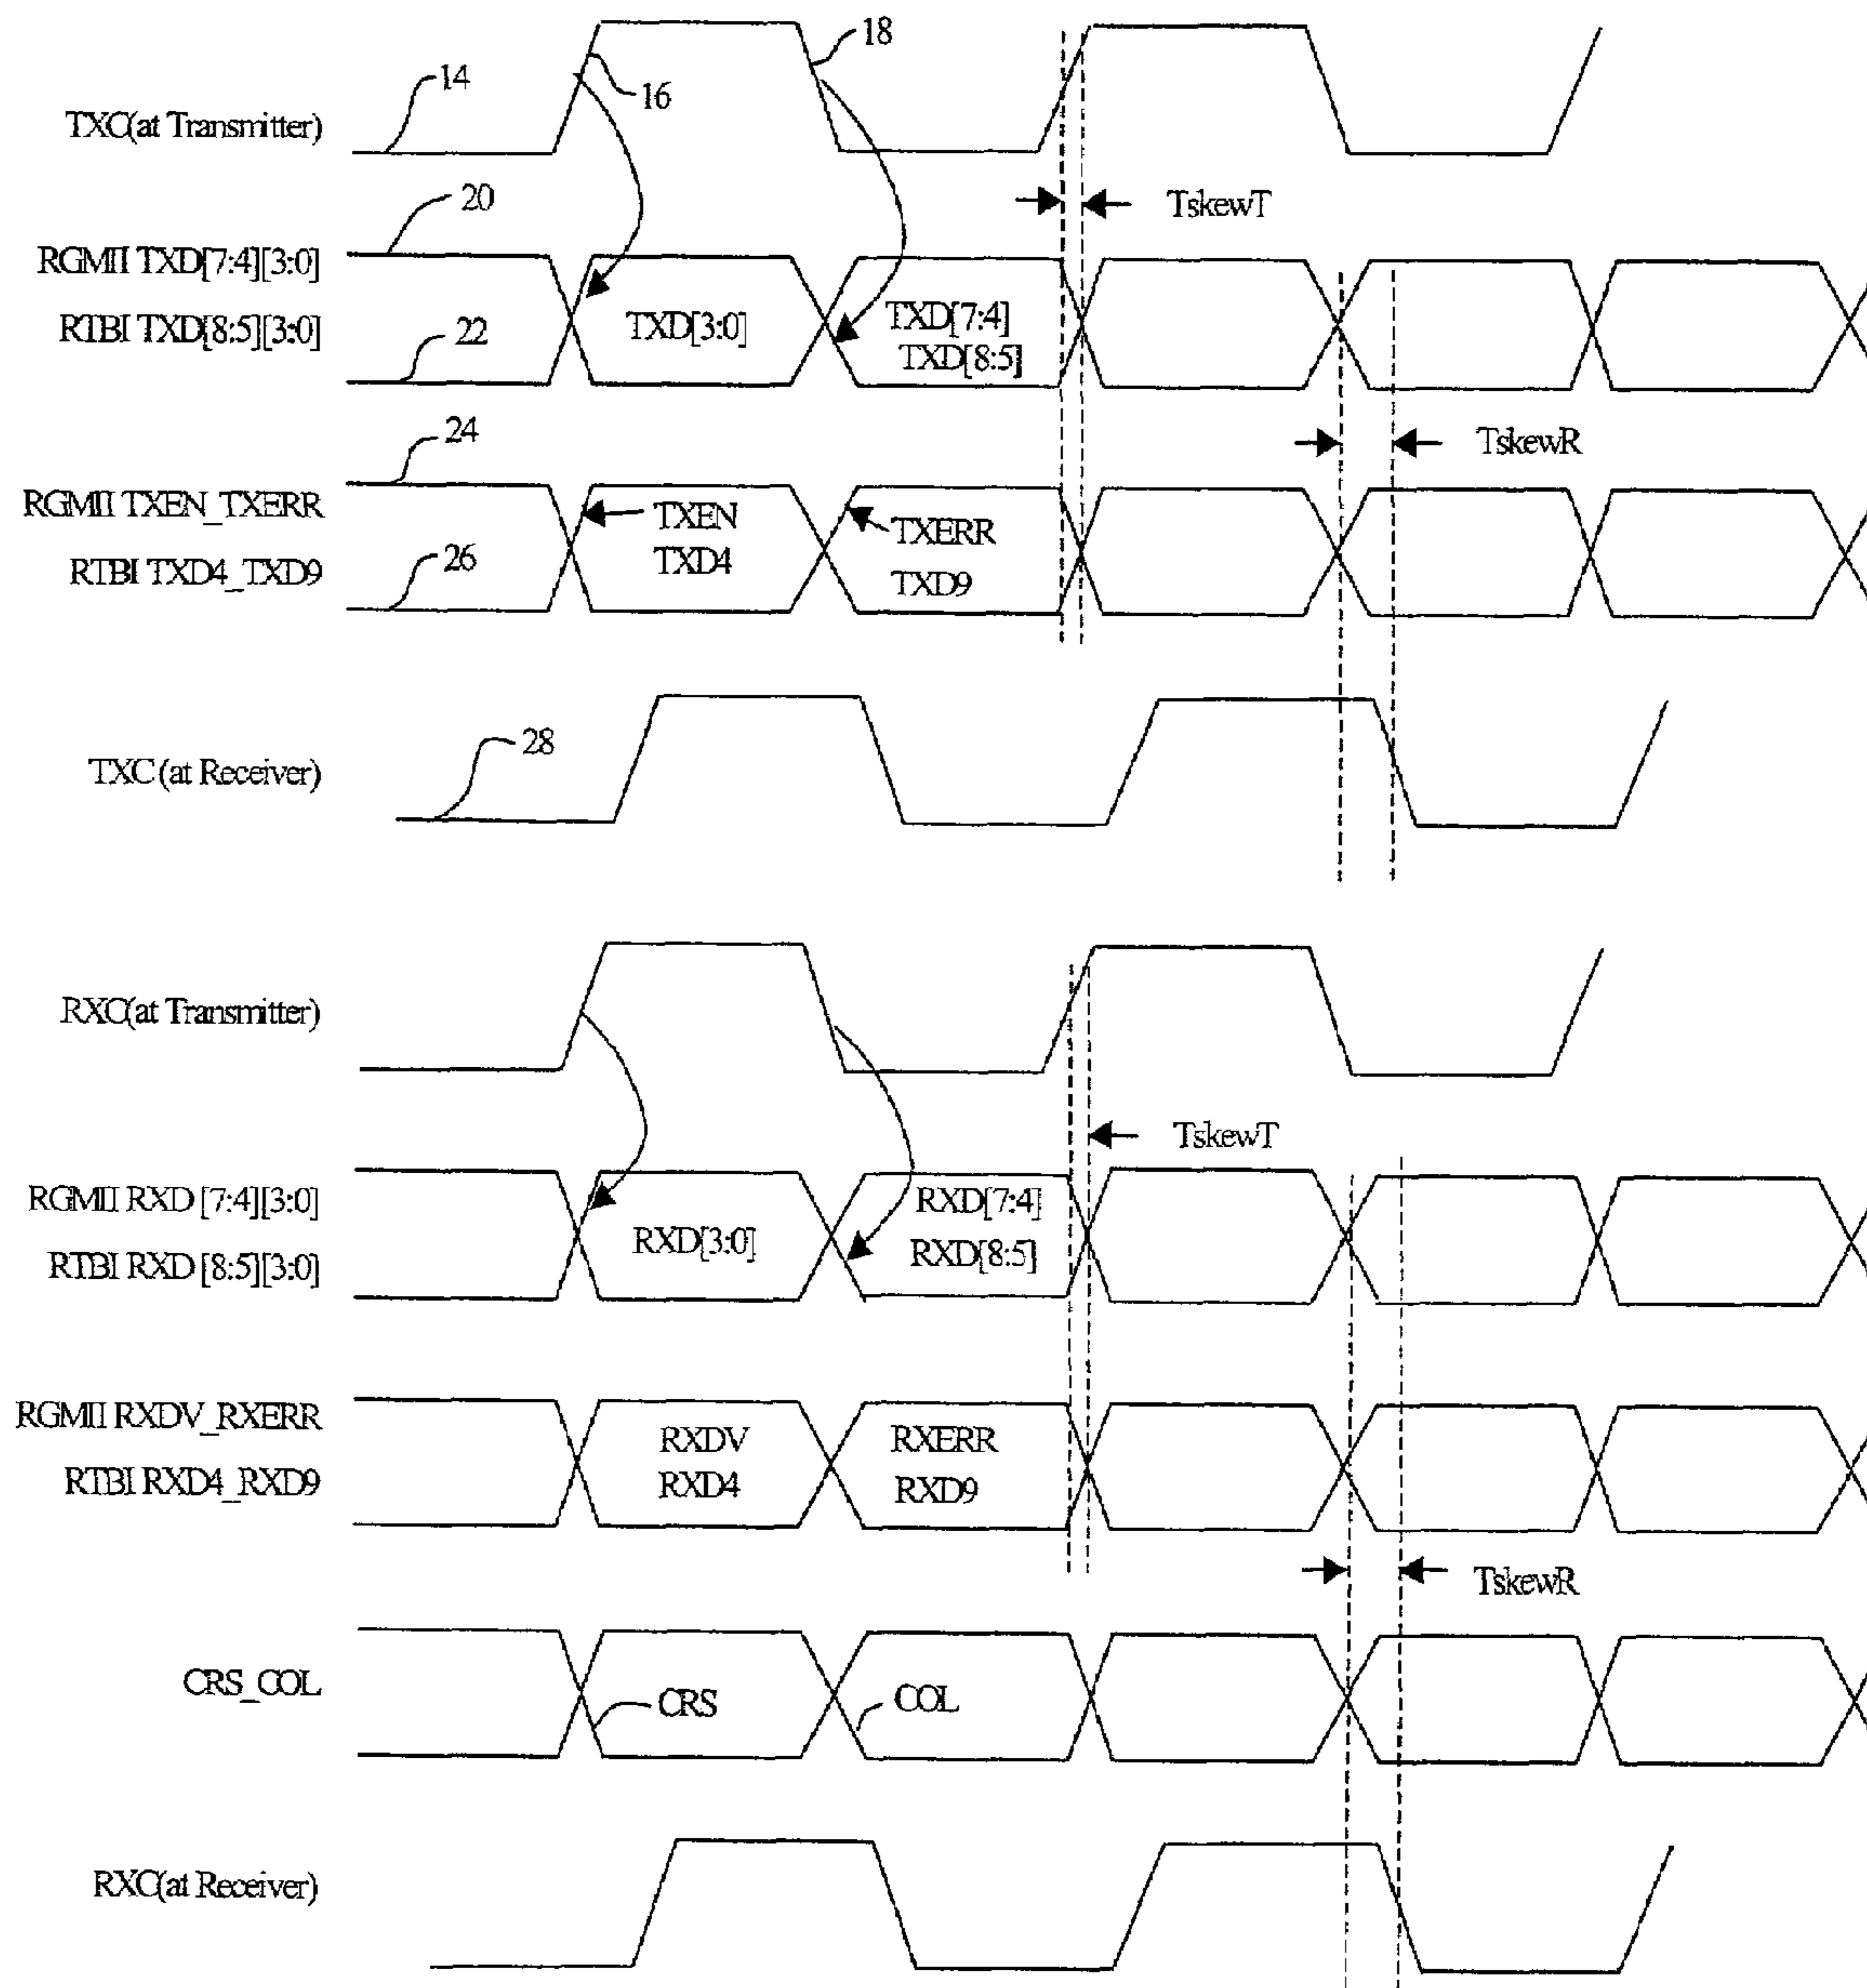 18
14
16
TXC(at Transmitter)
20
TskewT
RGMII TXD[7:4][3:0]
TXD[3:0]
TXD[7:4]
RTBI TXD[8:5][3:0]
22
TXD[8:5]
24
TskewR
RGMII TXEN_TXERR
TXEN
TXERR
RTBI TXD4_TXD9
26
TXD4
TXD9
28
TXC (at Receiver)
RXC(at Transmitter)
TskewT
RGMII RXD [7:4][3:0]
RXD[7:4]
RXD[3:0]
RTBI RXD [8:5][3:0]
RXD[8:5]
RGMII RXDV_RXERR
RXDV
RXERR
RTBI RXD4_RXD9
RXD4
RXD9
TskewR
CRS_COL
CRS
COL
RXC(at Receiver)